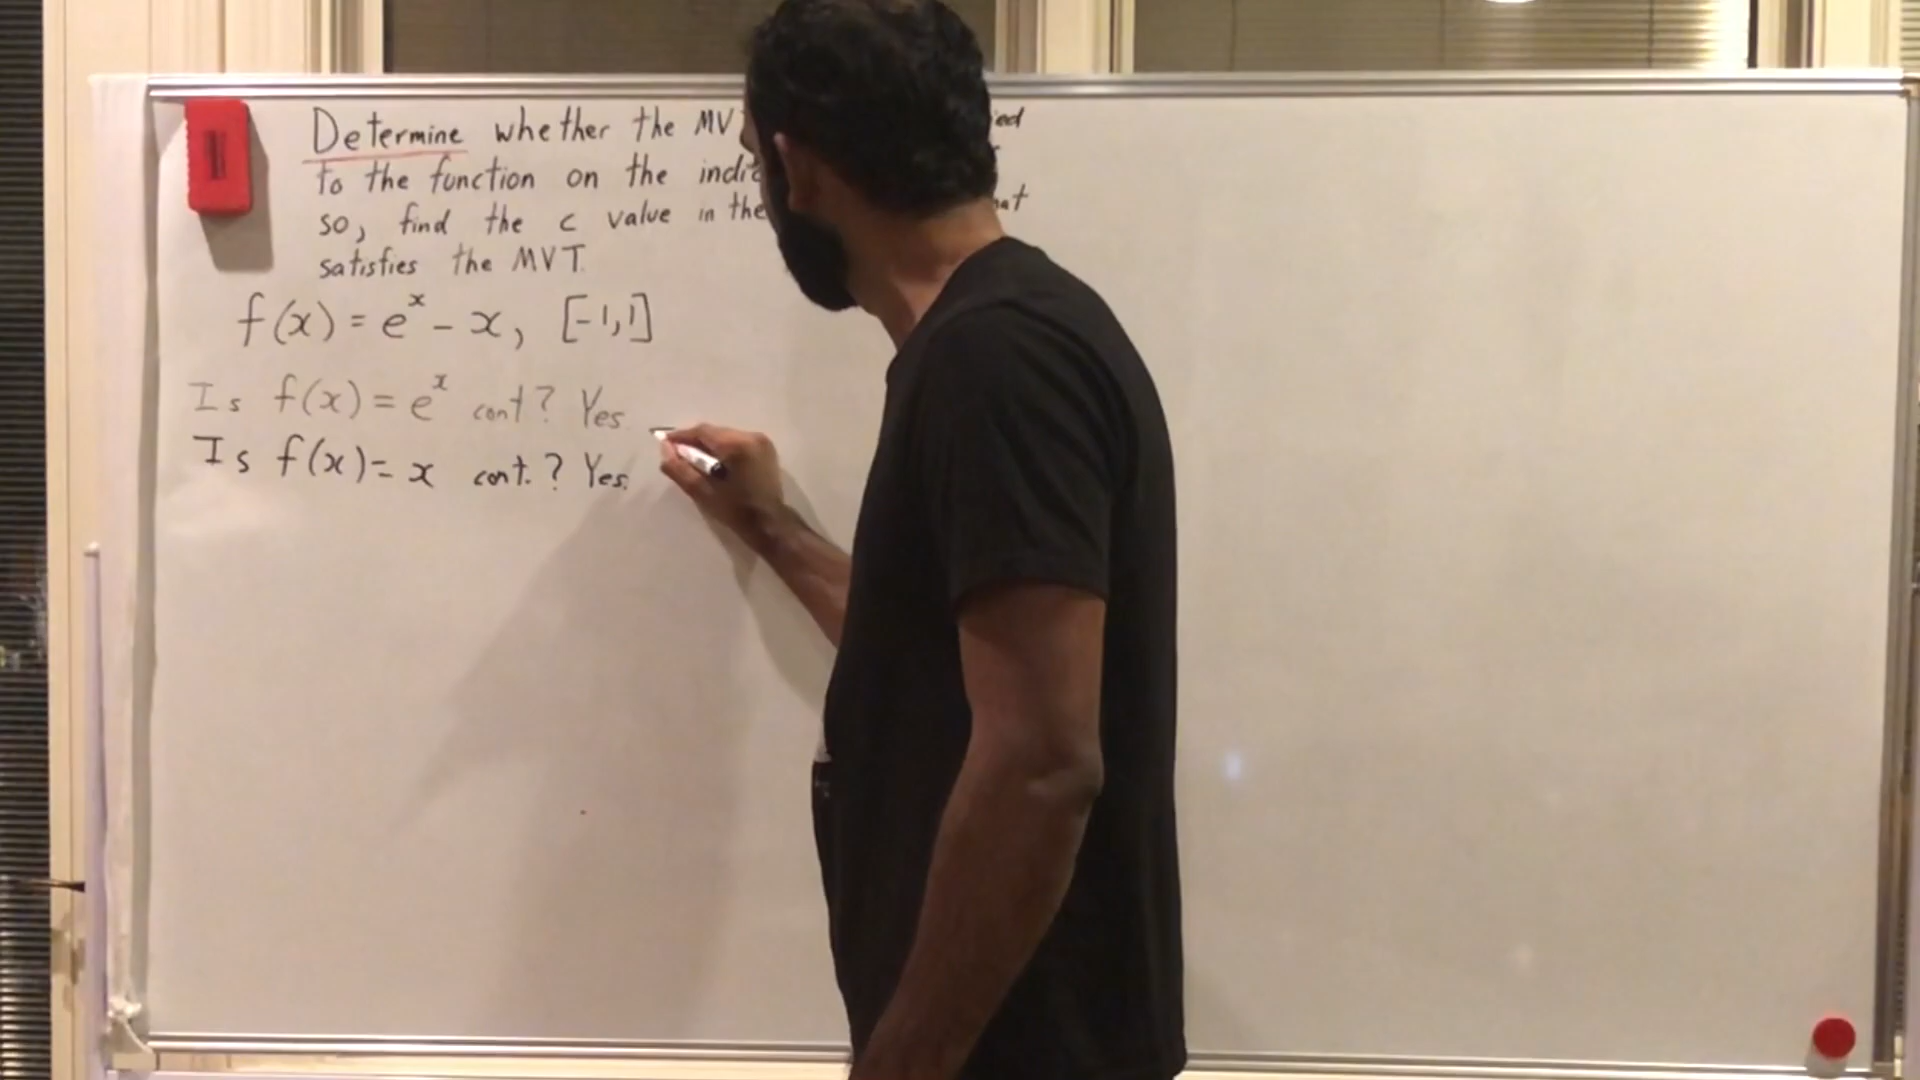 Determine whether the MV
to the function on the
so, find the c value in the
satisfies the MVT.
f(x) = e^x - x, [-1,1]
Is f(x) = e^x cont? Yes.
Is f(x) = x cont.? Yes.